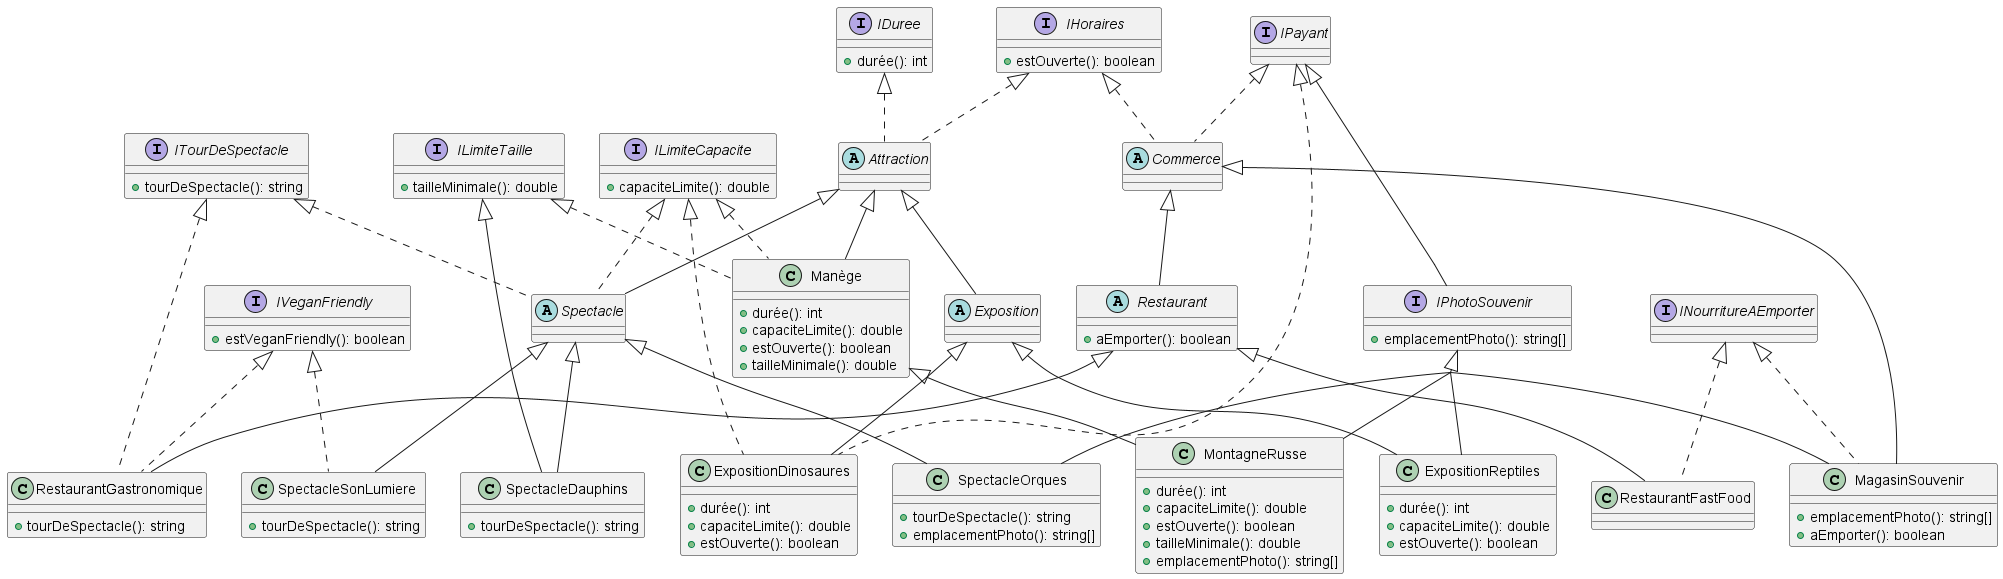 I IDuree
durée(): int
I IHoraires
estOuverte(): boolean
I IPayant
I ITourDeSpectacle
tourDeSpectacle(): string
I ILimiteTaille
tailleMinimale(): double
I ILimiteCapacite
capaciteLimite(): double
A Attraction
A Commerce
I IVeganFriendly
estVeganFriendly(): boolean
A Spectacle
C Manège
durée(): int
capaciteLimite(): double
estOuverte(): boolean
tailleMinimale(): double
A Exposition
A Restaurant
aEmporter(): boolean
I IPhotoSouvenir
emplacementPhoto(): string[]
I INourritureAEmporter
C RestaurantGastronomique
tourDeSpectacle(): string
C SpectacleSonLumiere
tourDeSpectacle(): string
C SpectacleDauphins
tourDeSpectacle(): string
C ExpositionDinosaures
durée(): int
capaciteLimite(): double
estOuverte(): boolean
C SpectacleOrques
tourDeSpectacle(): string
emplacementPhoto(): string[]
C MontagneRusse
durée(): int
capaciteLimite(): double
estOuverte(): boolean
tailleMinimale(): double
emplacementPhoto(): string[]
C ExpositionReptiles
durée(): int
capaciteLimite(): double
estOuverte(): boolean
C RestaurantFastFood
C MagasinSouvenir
emplacementPhoto(): string[]
aEmporter(): boolean